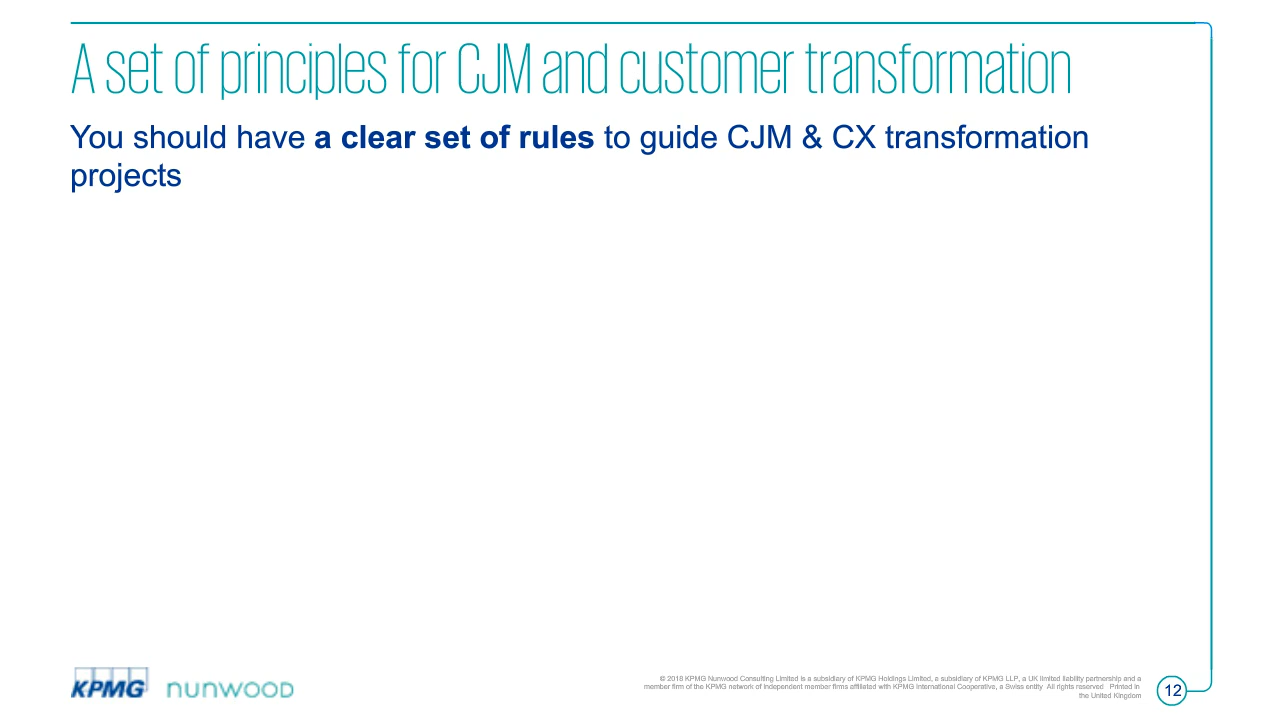 A set of principles for CJM and customer transformation
You should have a clear set of rules to guide CJM & CX transformation
projects
KPMG nunwood
© 2018 KPMG Nunwood Consulting Limited is a subsidiary of KPMG Holdings Limited, a subsidiary of KPMG LLP, a UK limited liability partnership and a
member firm of the KPMG network of independent member firms affiliated with KPMG International Cooperative, a Swiss entity All rights reserved Printed in
the United Kingdom
12